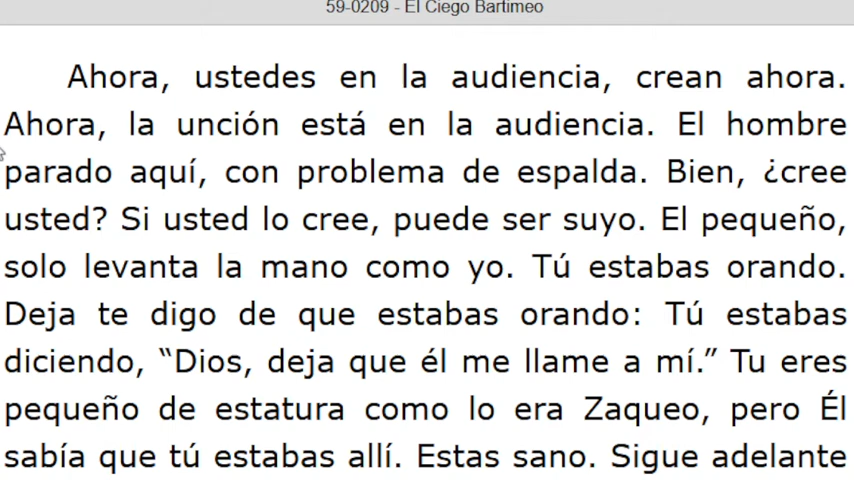 59-0209 - El Ciego Bartimeo
Ahora, ustedes en la audiencia, crean ahora.
Ahora, la unción está en la audiencia. El hombre
parado aquí, con problema de espalda. Bien, ¿cree
usted? Si usted lo cree, puede ser suyo. El pequeño,
solo levanta la mano como yo. Tú estabas orando.
Deja te digo de que estabas orando: Tú estabas
diciendo, “Dios, deja que él me llame a mí.” Tu eres
pequeño de estatura como lo era Zaqueo, pero Él
sabía que tú estabas allí. Estas sano. Sigue adelante